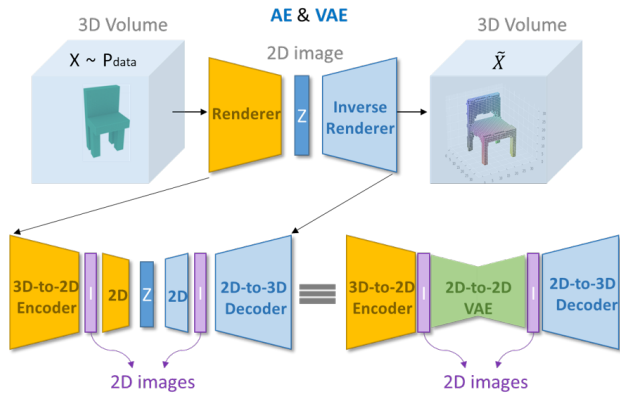 AE & VAE
3D Volume
3D Volume
2D image
X ~ Pdata
X̃
Renderer
Z
Inverse
Renderer
3D-to-2D
Encoder
I
2D
Z
2D
I
2D-to-3D
Decoder
3D-to-2D
Encoder
I
2D-to-2D
VAE
I
2D-to-3D
Decoder
2D images
2D images